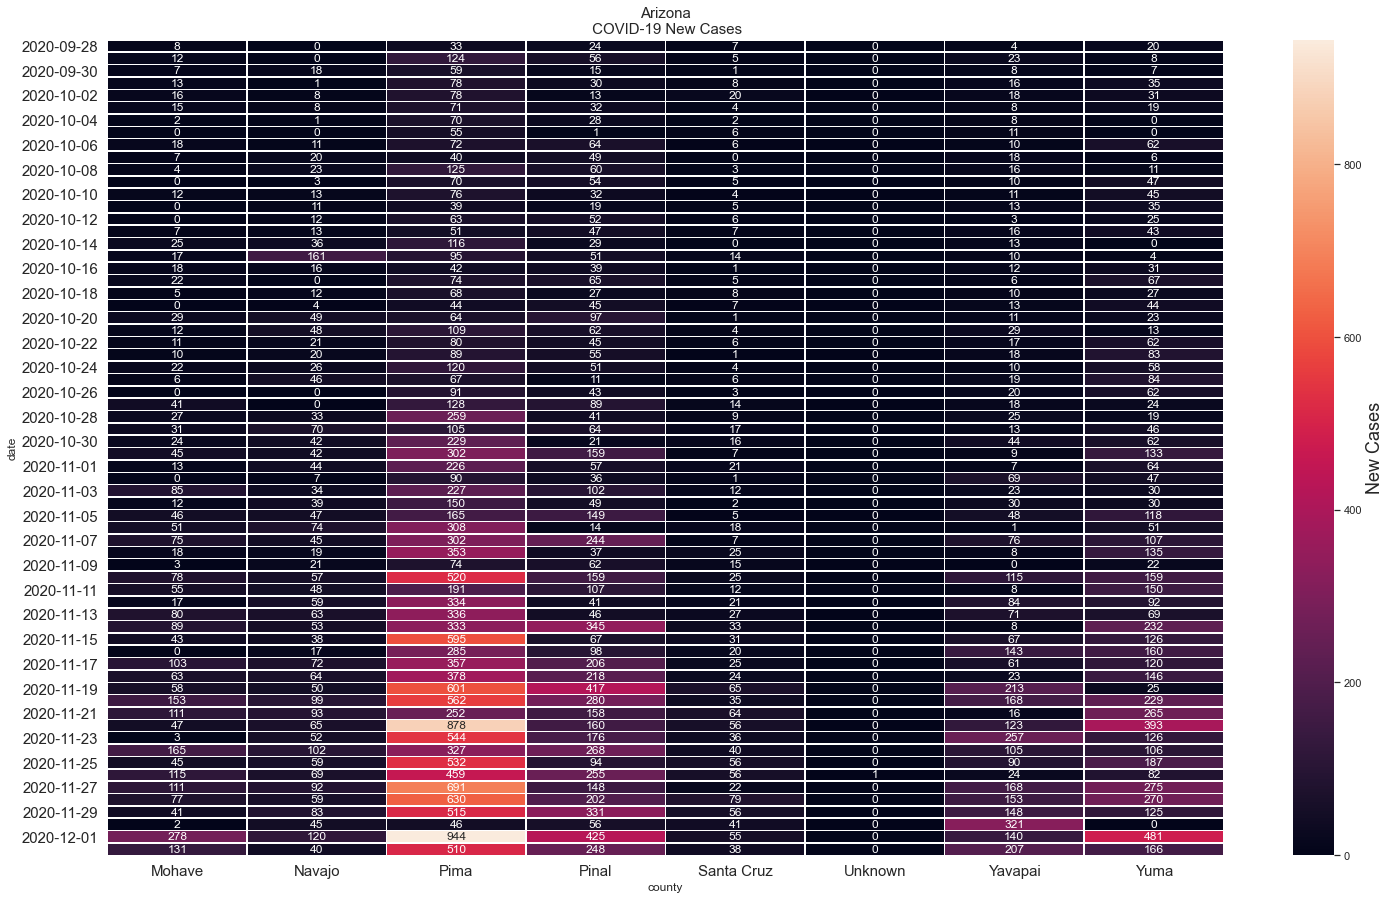 Arizona
COVID-19 New Cases
2020-09-28 8 0 33 24 7 0 4 20
12 0 124 56 5 0 23 8
2020-09-30 7 18 59 15 1 0 8 7
13 1 78 30 8 0 16 35
2020-10-02 16 8 78 13 20 0 18 31
15 8 71 32 4 0 8 19
2020-10-04 2 1 70 28 2 0 8 0
0 0 55 1 6 0 11 0
2020-10-06 18 11 72 64 6 0 10 62
7 20 40 49 0 0 18 6
2020-10-08 4 23 125 60 3 0 16 11
0 3 70 54 5 0 10 47
2020-10-10 12 13 76 32 4 0 11 45
0 11 39 19 5 0 13 35
2020-10-12 0 12 63 52 6 0 3 25
7 13 51 47 7 0 16 43
2020-10-14 25 36 116 29 0 0 13 0
17 161 95 51 14 0 10 4
2020-10-16 18 16 42 39 1 0 12 31
22 0 74 65 5 0 6 67
2020-10-18 5 12 68 27 8 0 10 27
0 4 44 45 7 0 13 44
2020-10-20 29 49 64 97 1 0 11 23
12 48 109 62 4 0 29 13
2020-10-22 11 21 80 45 6 0 17 62
10 20 89 55 1 0 18 83
2020-10-24 22 26 120 51 4 0 10 58
6 46 67 11 6 0 19 84
2020-10-26 0 0 91 43 3 0 20 62
41 0 128 89 14 0 18 24
2020-10-28 27 33 259 41 9 0 25 19
31 70 105 64 17 0 13 46
2020-10-30 24 42 229 21 16 0 44 62
45 42 302 159 7 0 9 133
2020-11-01 13 44 226 57 21 0 7 64
0 7 90 36 1 0 69 47
2020-11-03 85 34 227 102 12 0 23 30
12 39 150 49 2 0 30 30
2020-11-05 46 47 165 149 5 0 48 118
51 74 308 14 18 0 1 51
2020-11-07 75 45 302 244 7 0 76 107
18 19 353 37 25 0 8 135
2020-11-09 3 21 74 62 15 0 0 22
78 57 520 159 25 0 115 159
2020-11-11 55 48 191 107 12 0 8 150
17 59 334 41 21 0 84 92
2020-11-13 80 63 336 46 27 0 71 69
89 53 333 345 33 0 8 232
2020-11-15 43 38 595 67 31 0 67 126
0 17 285 98 20 0 143 160
2020-11-17 103 72 357 206 25 0 61 120
63 64 378 218 24 0 23 146
2020-11-19 58 50 601 417 65 0 213 25
153 99 562 280 35 0 168 229
2020-11-21 111 93 252 158 64 0 16 265
47 65 878 160 56 0 123 393
2020-11-23 3 52 544 176 36 0 257 126
165 102 327 268 40 0 105 106
2020-11-25 45 59 532 94 56 0 90 187
115 69 459 255 56 1 24 82
2020-11-27 111 92 691 148 22 0 168 275
77 59 630 202 79 0 153 270
2020-11-29 41 83 515 331 56 0 148 125
2 45 46 56 41 0 321 0
2020-12-01 278 120 944 425 55 0 140 481
131 40 510 248 38 0 207 166
Mohave Navajo Pima Pinal Santa Cruz Unknown Yavapai Yuma
county
date
800
600
400
200
0
New Cases